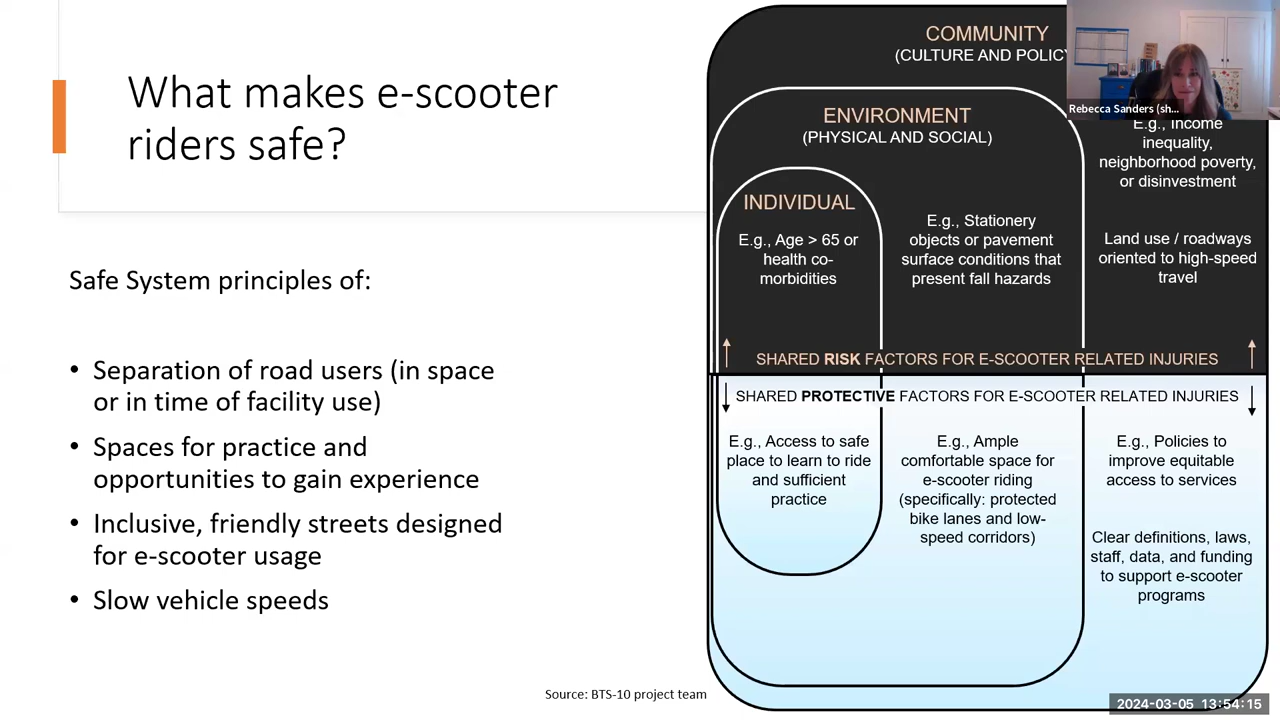 What makes e-scooter
riders safe?
Safe System principles of:
• Separation of road users (in space
or in time of facility use)
• Spaces for practice and
opportunities to gain experience
• Inclusive, friendly streets designed
for e-scooter usage
• Slow vehicle speeds
Source: BTS-10 project team
COMMUNITY
(CULTURE AND POLICY
ENVIRONMENT
(PHYSICAL AND SOCIAL)
INDIVIDUAL
E.g., Age > 65 or
health co-
morbidities
E.g., Stationery
objects or pavement
surface conditions that
present fall hazards
E.g., Income
inequality,
neighborhood poverty,
or disinvestment
Land use / roadways
oriented to high-speed
travel
SHARED RISK FACTORS FOR E-SCOOTER RELATED INJURIES
SHARED PROTECTIVE FACTORS FOR E-SCOOTER RELATED INJURIES
E.g., Access to safe
place to learn to ride
and sufficient
practice
E.g., Ample
comfortable space for
e-scooter riding
(specifically: protected
bike lanes and low-
speed corridors)
E.g., Policies to
improve equitable
access to services
Clear definitions, laws,
staff, data, and funding
to support e-scooter
programs
Rebecca Sanders (sh...
2024-03-05 13:54:15